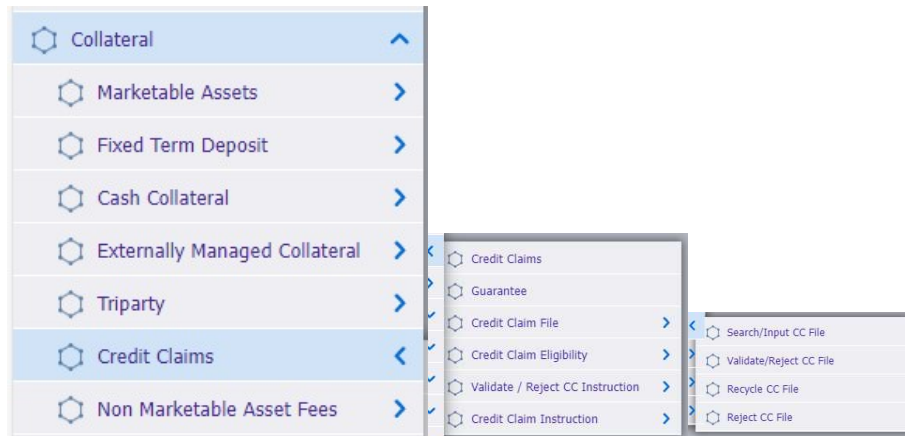 Collateral
Marketable Assets
Fixed Term Deposit
Cash Collateral
Externally Managed Collateral
Triparty
Credit Claims
Non Marketable Asset Fees
Credit Claims
Guarantee
Credit Claim File
Credit Claim Eligibility
Validate / Reject CC Instruction
Credit Claim Instruction
Search/Input CC File
Validate/Reject CC File
Recycle CC File
Reject CC File